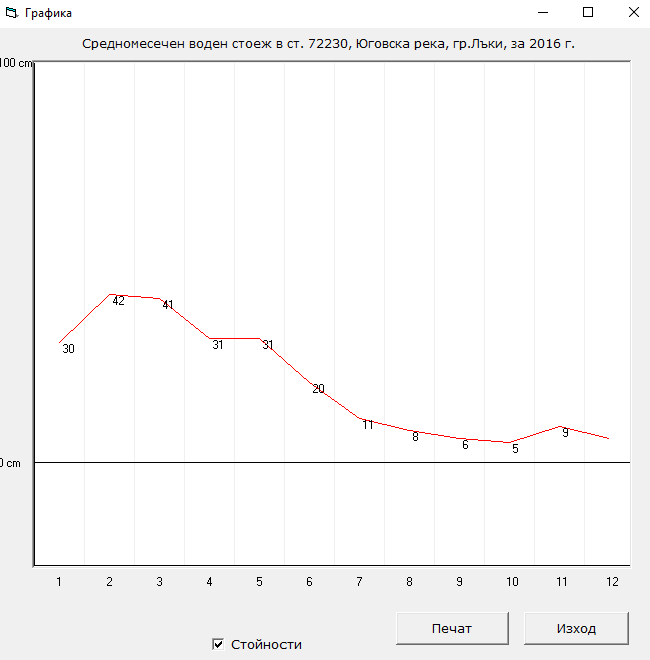 Графика
Средномесечен воден стоеж в ст. 72230, Юговска река, гр.Лъки, за 2016 г.
100 cm
42
41
30
31
31
20
11
8
6
5
9
0 cm
1 2 3 4 5 6 7 8 9 10 11 12
Стойности
Печат
Изход